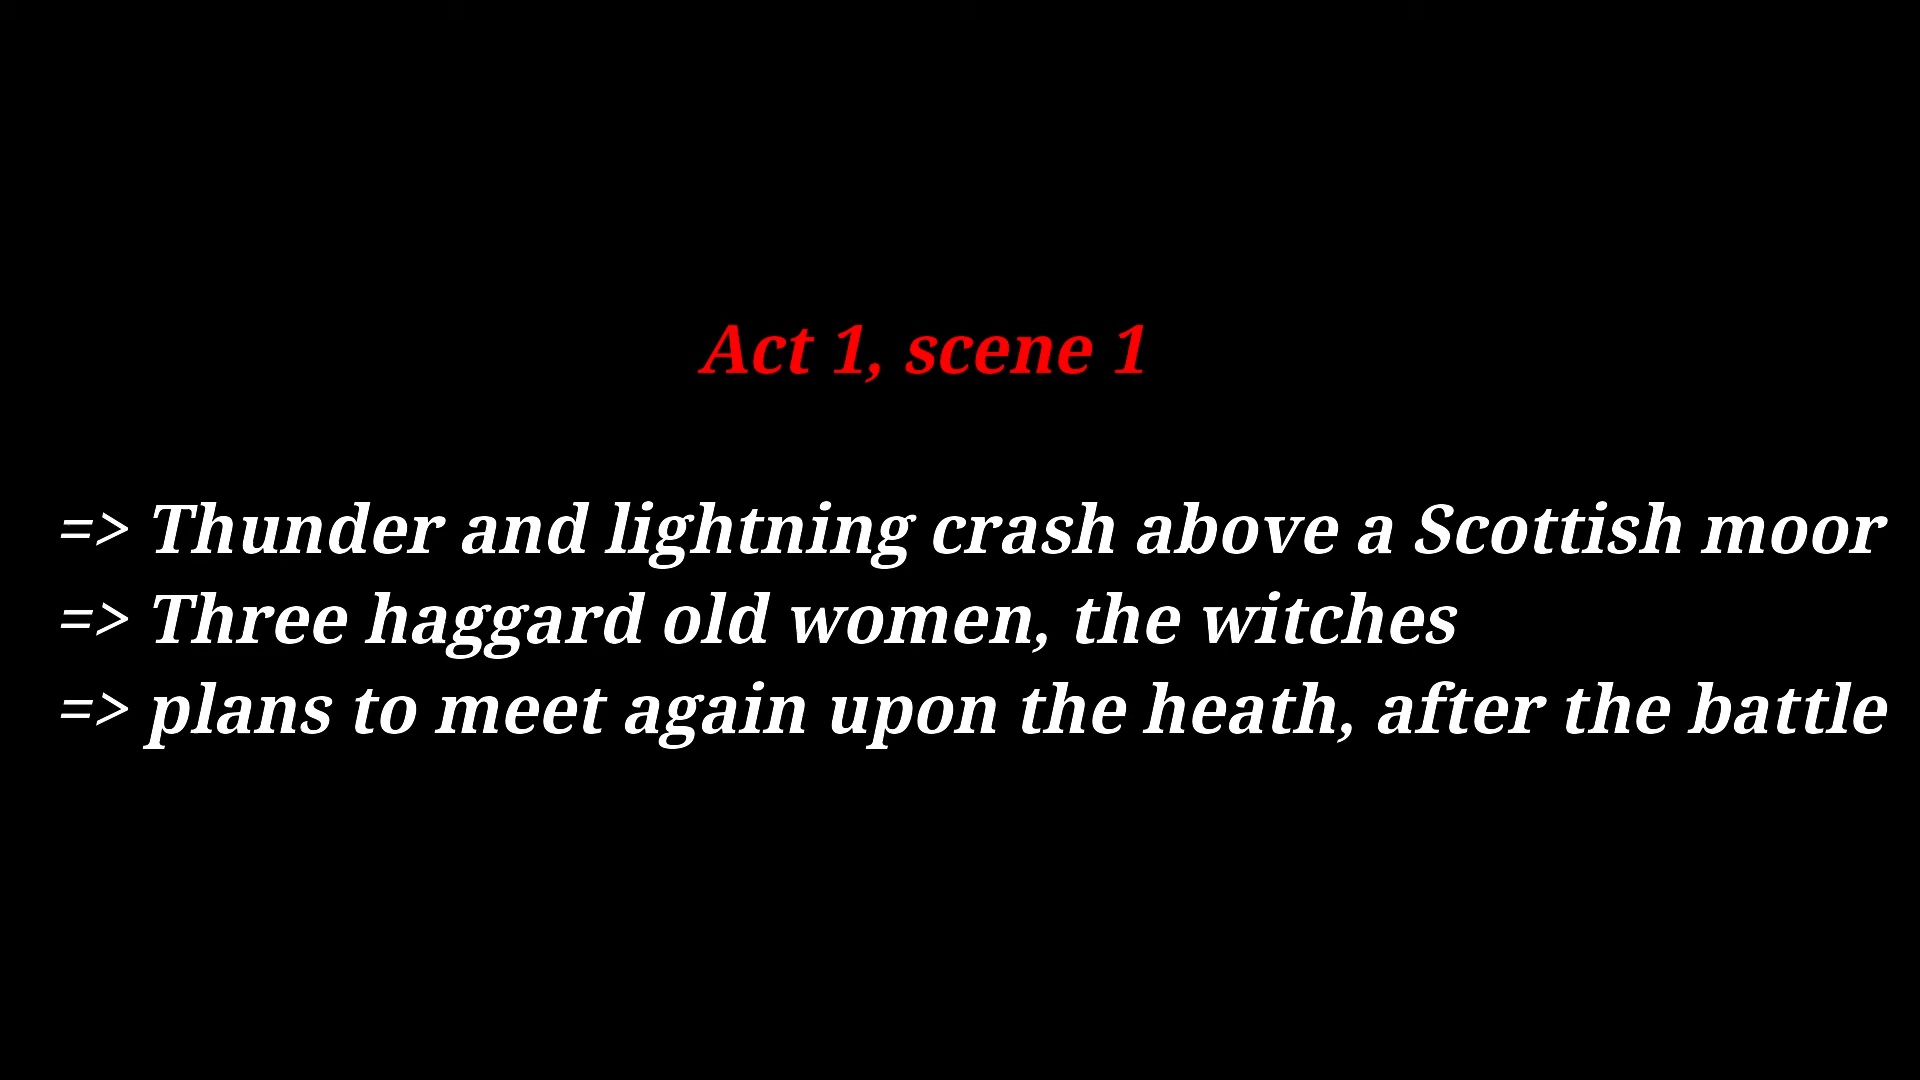 Act 1, scene 1
=> Thunder and lightning crash above a Scottish moor
=> Three haggard old women, the witches
=> plans to meet again upon the heath, after the battle